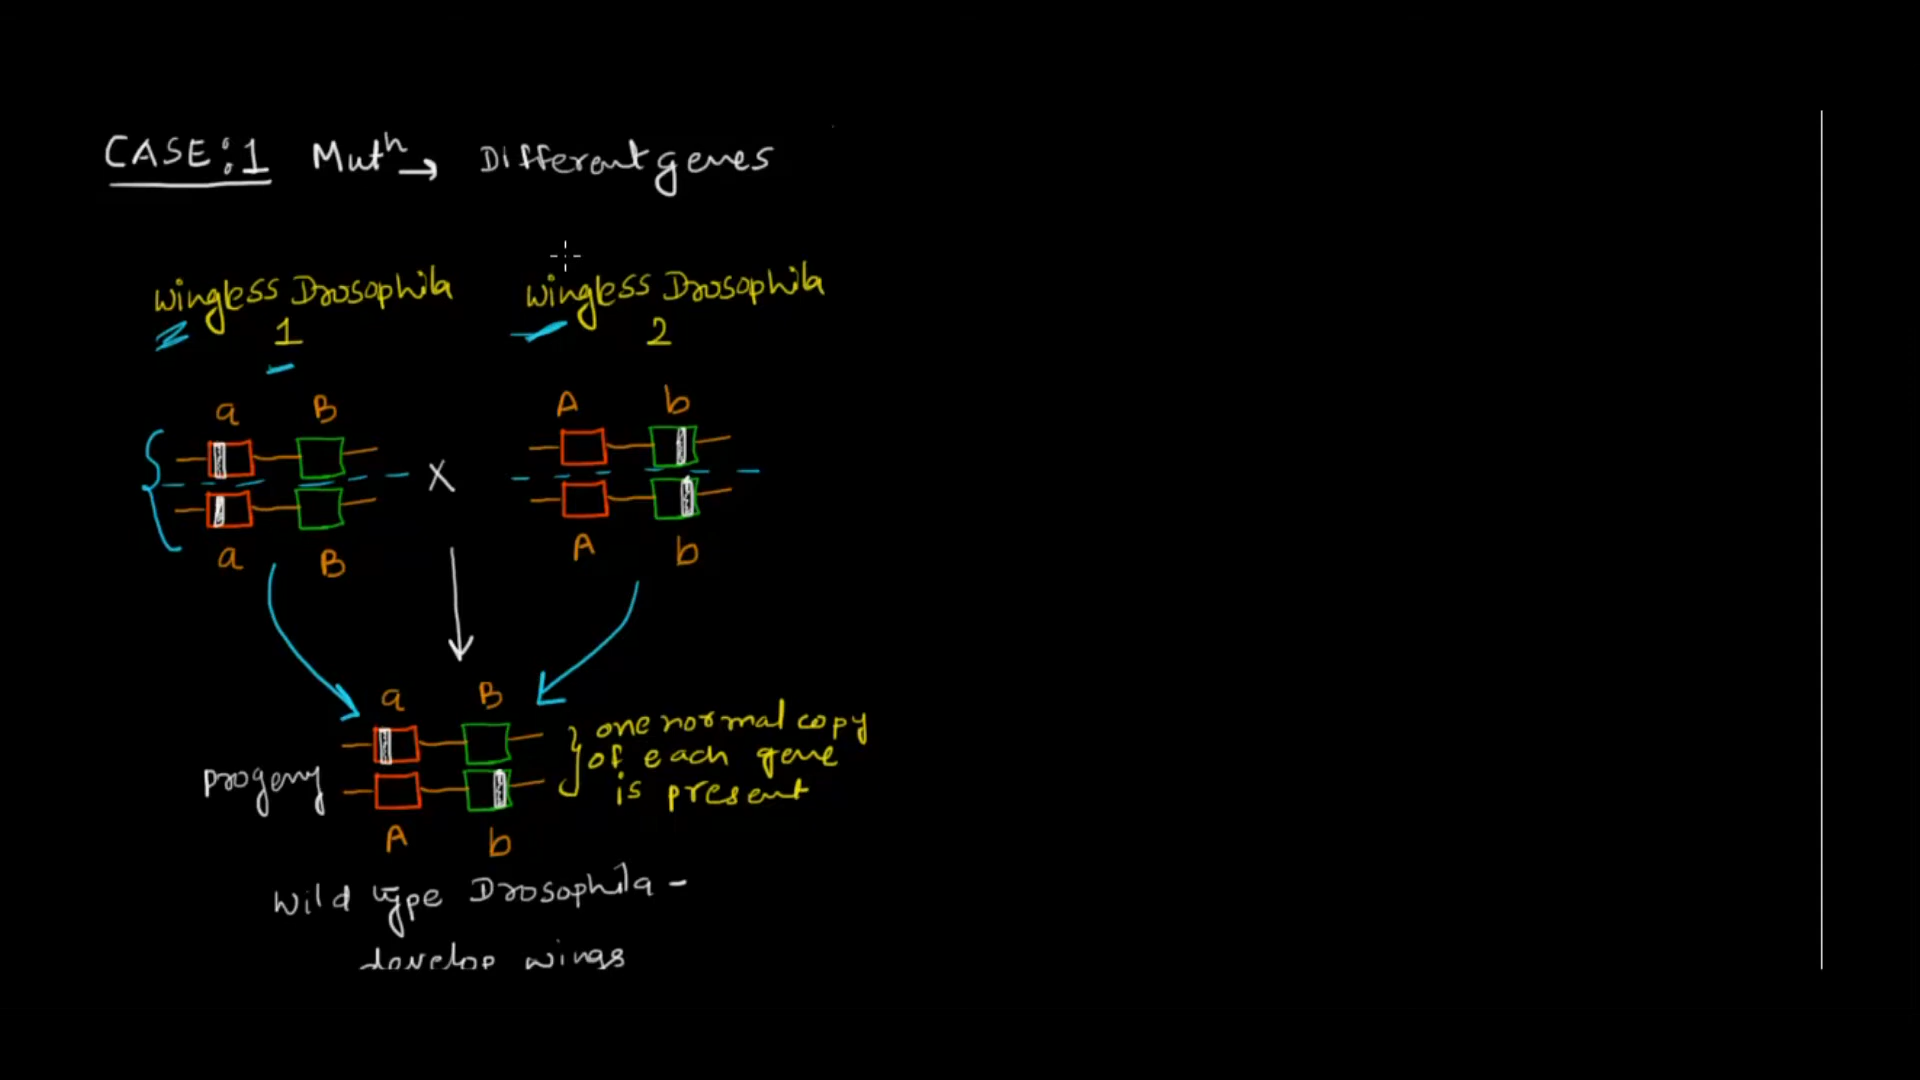 CASE:1 Mutⁿ → Different genes
wingless Drosophila
1
wingless Drosophila
2
a B
a B
X
A b
A b
a B
Progeny
A b
one normal copy
of each gene
is present
Wild type Drosophila -
develop wings